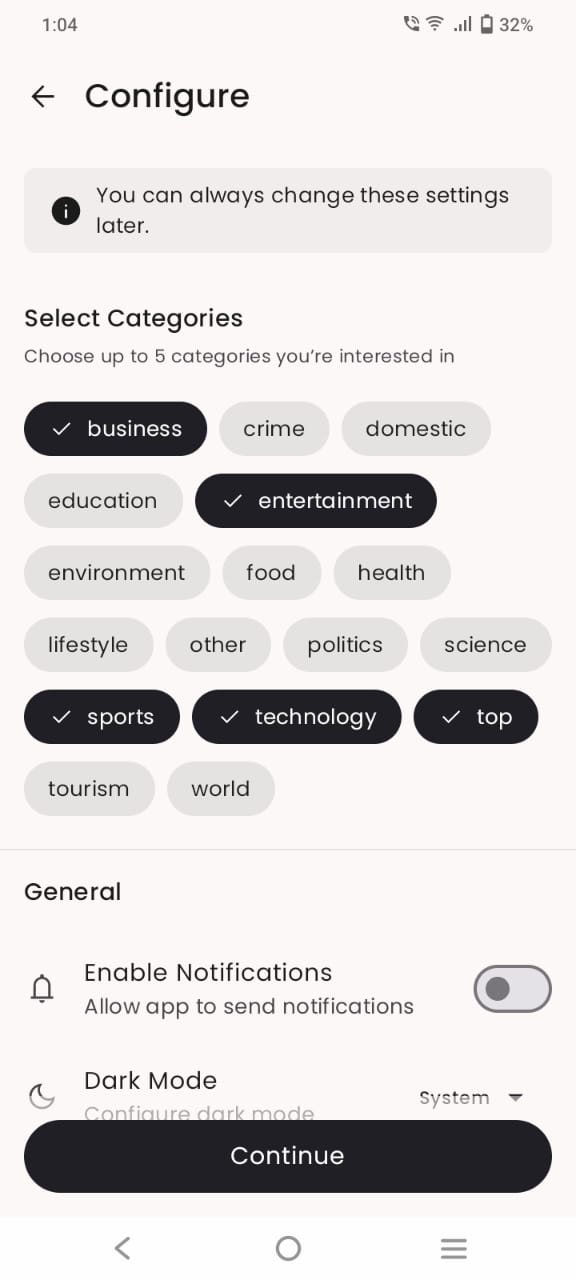 1:04 32%
Configure
You can always change these settings
later.
Select Categories
Choose up to 5 categories you're interested in
business crime domestic
education entertainment
environment food health
lifestyle other politics science
sports technology top
tourism world
General
Enable Notifications
Allow app to send notifications
Dark Mode
System
Configure dark mode
Continue